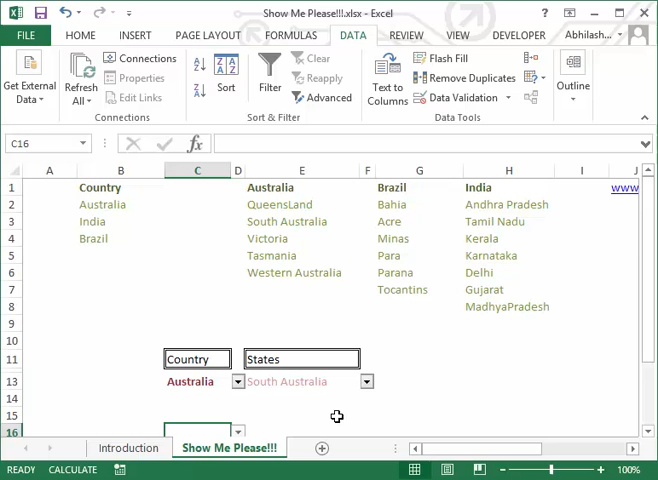 Show Me Please!!!.xlsx - Excel
FILE HOME INSERT PAGE LAYOUT FORMULAS DATA REVIEW VIEW DEVELOPER Abhilash...
Get External Data
Refresh All
Connections
Properties
Edit Links
Connections
Sort
Filter
Clear
Reapply
Advanced
Sort & Filter
Text to Columns
Flash Fill
Remove Duplicates
Data Validation
Data Tools
Outline
C16
A B C D E F G H I J
1 Country Australia Brazil India www
2 Australia QueensLand Bahia Andhra Pradesh
3 India South Australia Acre Tamil Nadu
4 Brazil Victoria Minas Kerala
5 Tasmania Para Karnataka
6 Western Australia Parana Delhi
7 Tocantins Gujarat
8 MadhyaPradesh
9
10
11 Country States
13 Australia South Australia
14
15
16
Introduction Show Me Please!!!
READY CALCULATE 100%